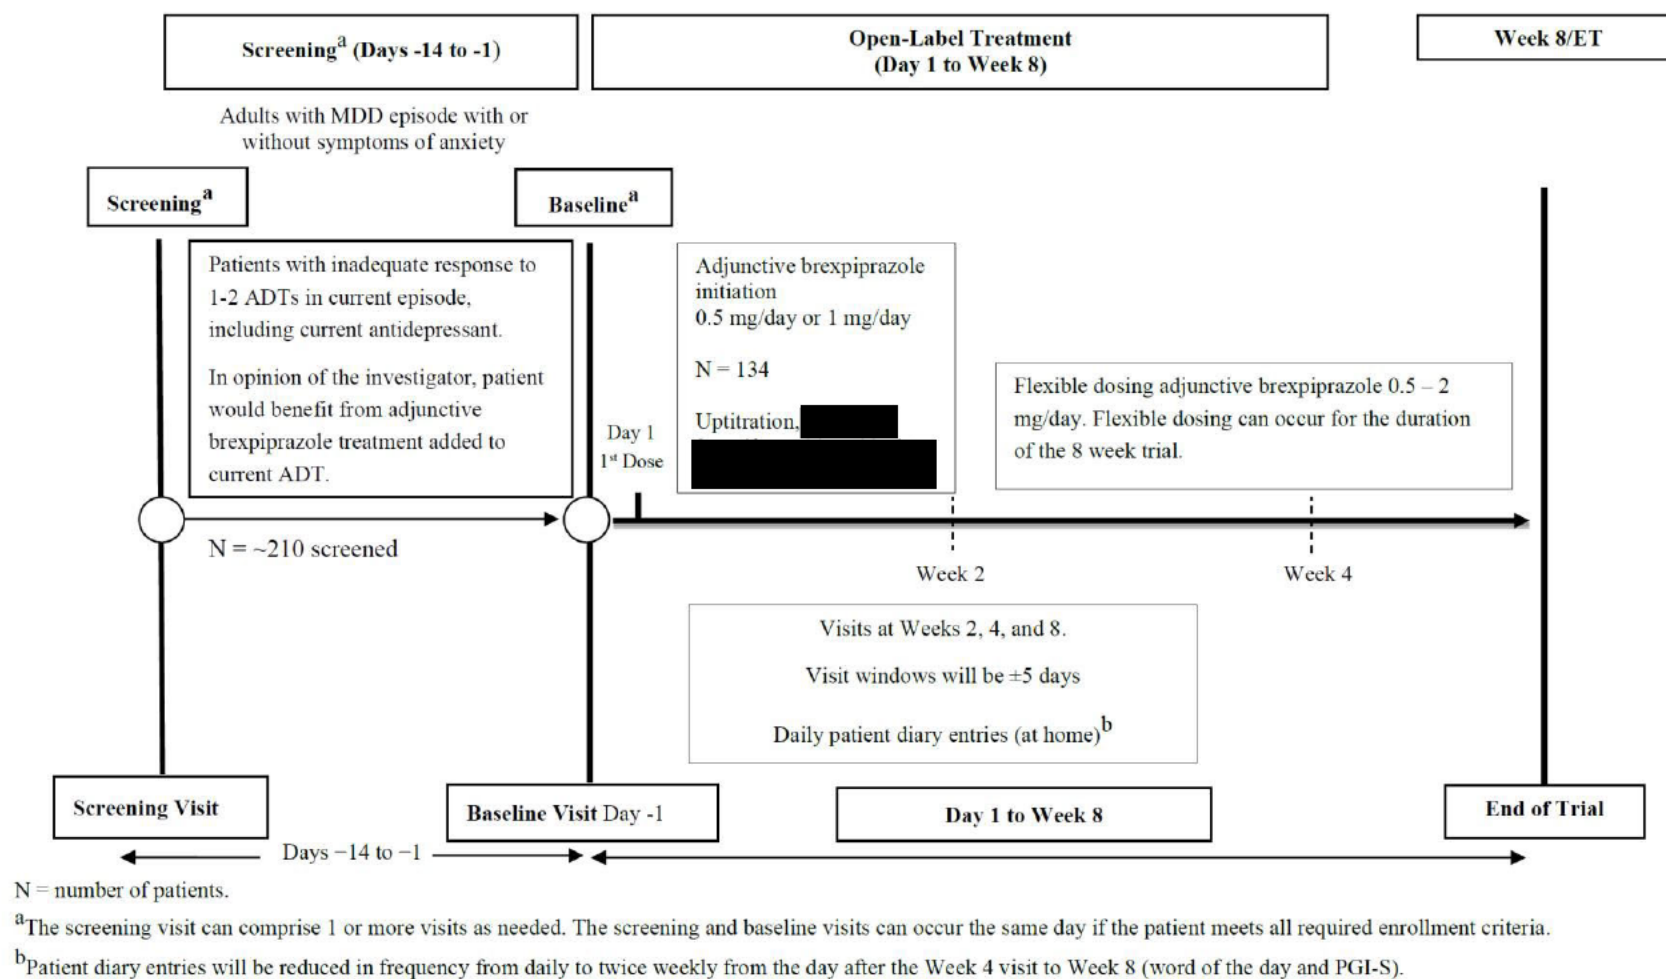 Screeningᵃ (Days -14 to -1)
Open-Label Treatment
(Day 1 to Week 8)
Week 8/ET
Adults with MDD episode with or
without symptoms of anxiety
Screeningᵃ
Baselineᵃ
Patients with inadequate response to
1-2 ADTs in current episode,
including current antidepressant.
In opinion of the investigator, patient
would benefit from adjunctive
brexpiprazole treatment added to
current ADT.
Day 1
1ˢᵗ Dose
Adjunctive brexpiprazole
initiation
0.5 mg/day or 1 mg/day
N = 134
Uptitration,
Flexible dosing adjunctive brexpiprazole 0.5 – 2
mg/day. Flexible dosing can occur for the duration
of the 8 week trial.
N = ~210 screened
Week 2
Week 4
Visits at Weeks 2, 4, and 8.
Visit windows will be ±5 days
Daily patient diary entries (at home)ᵇ
Screening Visit
Baseline Visit Day -1
Day 1 to Week 8
End of Trial
Days −14 to −1
N = number of patients.
ᵃThe screening visit can comprise 1 or more visits as needed. The screening and baseline visits can occur the same day if the patient meets all required enrollment criteria.
ᵇPatient diary entries will be reduced in frequency from daily to twice weekly from the day after the Week 4 visit to Week 8 (word of the day and PGI-S).